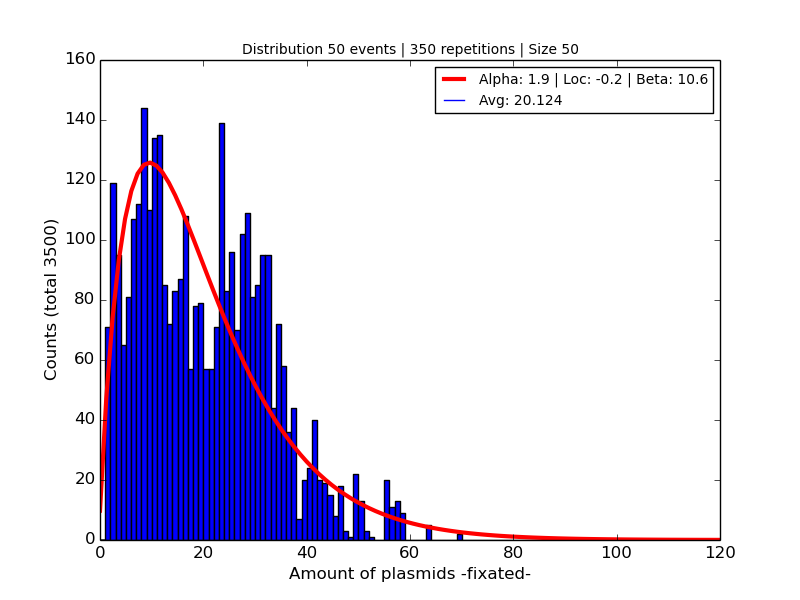 Distribution 50 events | 350 repetitions | Size 50
Alpha: 1.9 | Loc: -0.2 | Beta: 10.6
Avg: 20.124
160
140
120
100
80
60
40
20
0
Counts (total 3500)
0 20 40 60 80 100 120
Amount of plasmids -fixated-